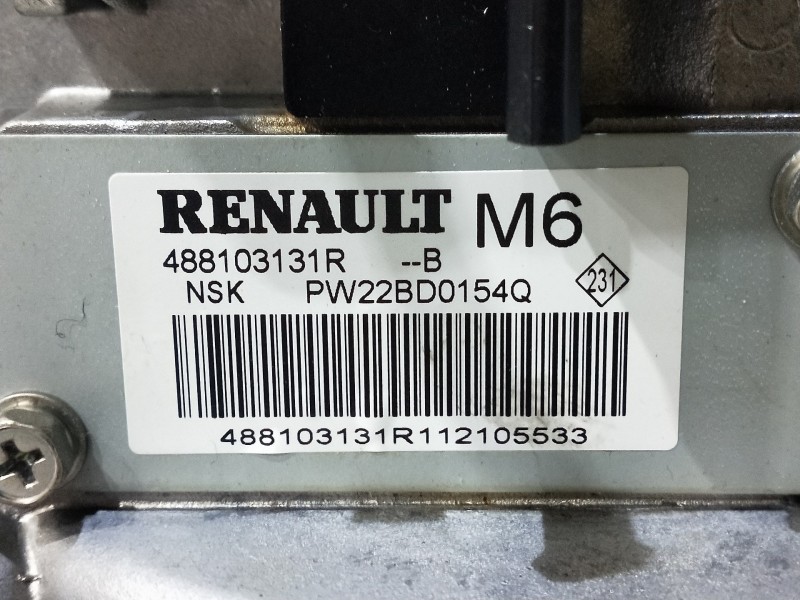 RENAULT M6
488103131R --B
NSK PW22BD0154Q 231
488103131R112105533